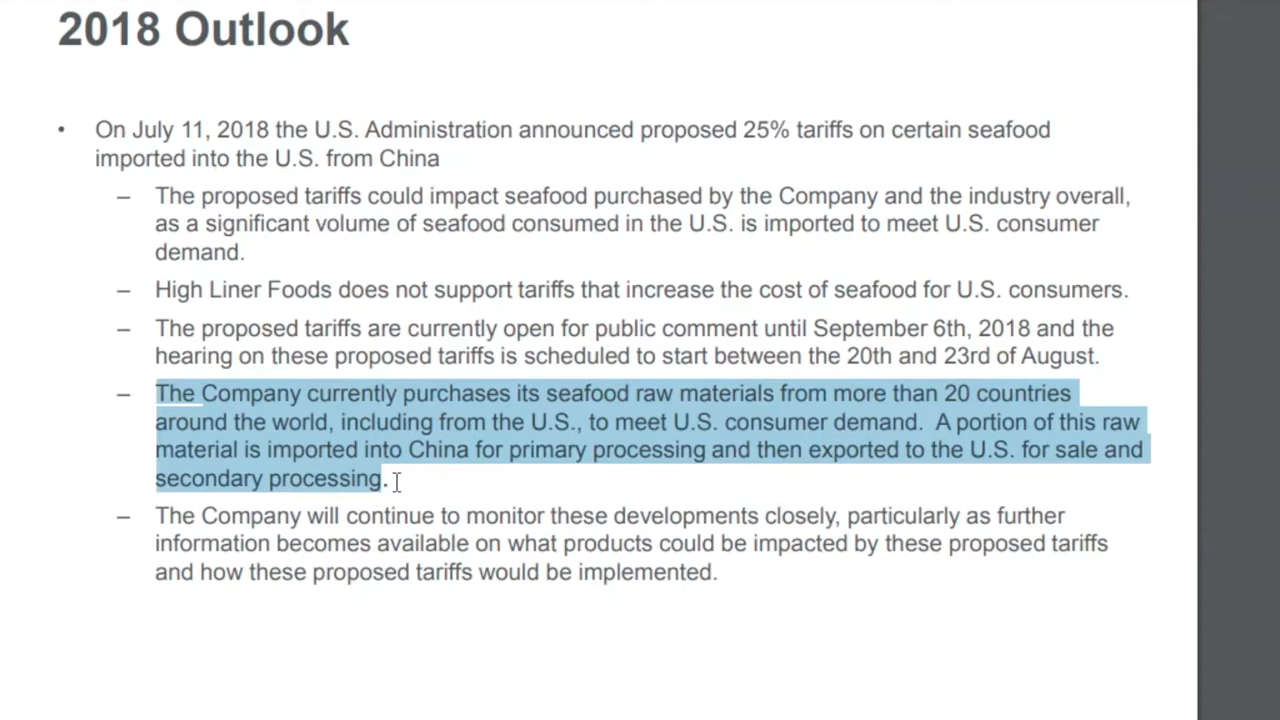 2018 Outlook
• On July 11, 2018 the U.S. Administration announced proposed 25% tariffs on certain seafood
imported into the U.S. from China
– The proposed tariffs could impact seafood purchased by the Company and the industry overall,
as a significant volume of seafood consumed in the U.S. is imported to meet U.S. consumer
demand.
– High Liner Foods does not support tariffs that increase the cost of seafood for U.S. consumers.
– The proposed tariffs are currently open for public comment until September 6th, 2018 and the
hearing on these proposed tariffs is scheduled to start between the 20th and 23rd of August.
– The Company currently purchases its seafood raw materials from more than 20 countries
around the world, including from the U.S., to meet U.S. consumer demand.  A portion of this raw
material is imported into China for primary processing and then exported to the U.S. for sale and
secondary processing.
– The Company will continue to monitor these developments closely, particularly as further
information becomes available on what products could be impacted by these proposed tariffs
and how these proposed tariffs would be implemented.